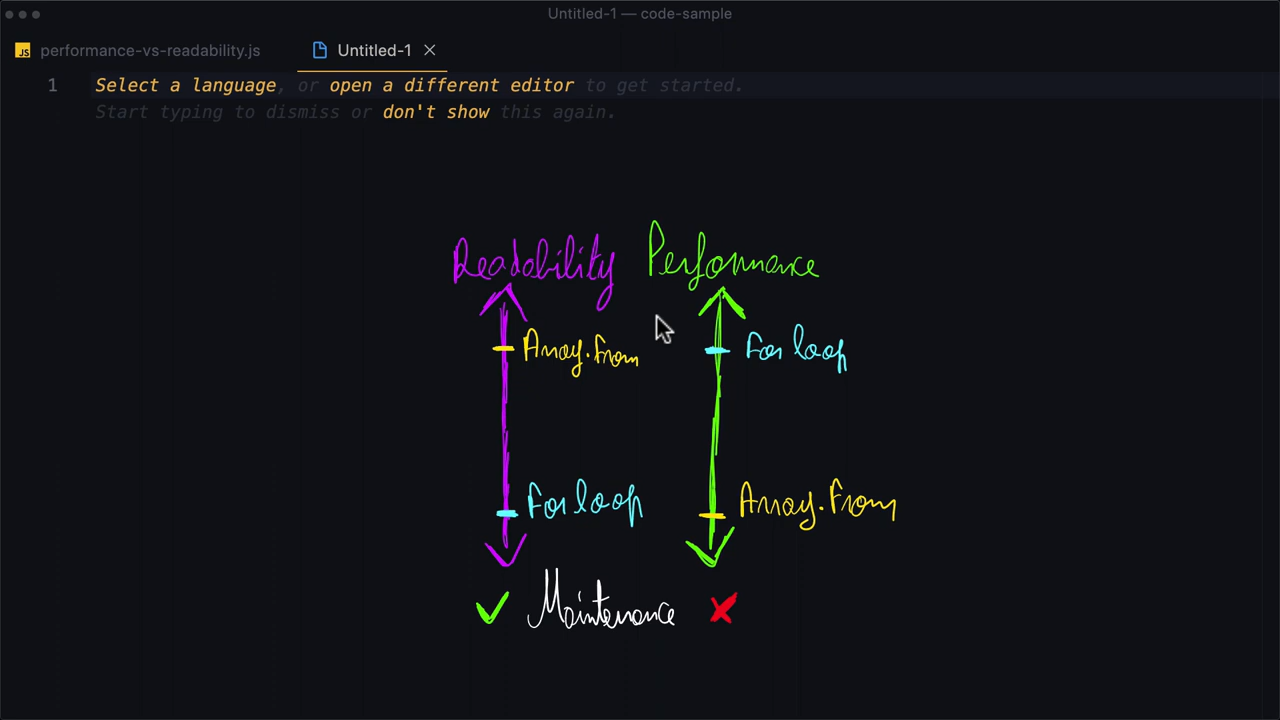 Untitled-1 — code-sample
JS performance-vs-readability.js Untitled-1
1 Select a language, or open a different editor to get started.
Start typing to dismiss or don't show this again.
Readability Performance
Array.from For loop
For loop Array.from
Maintenance